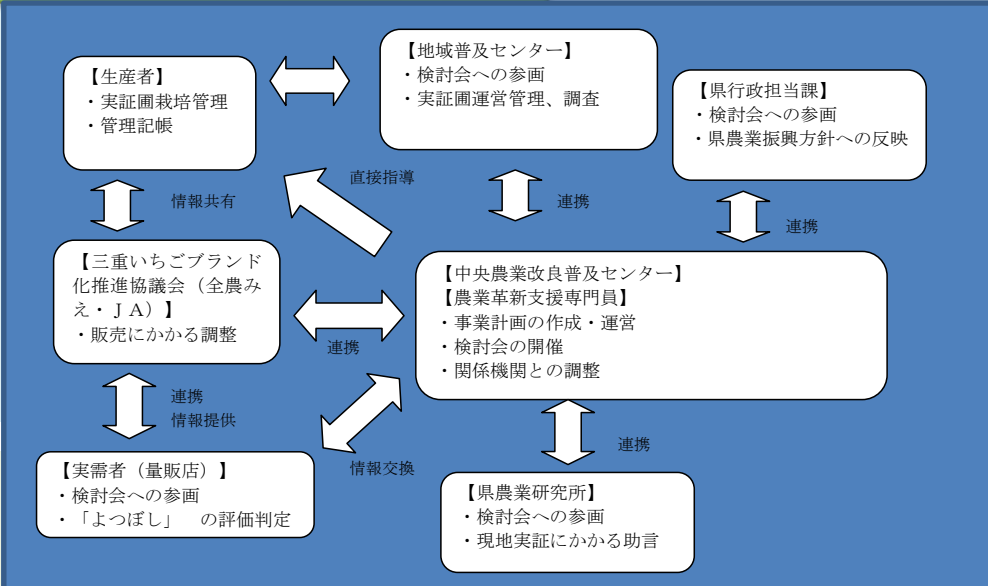 【生産者】
・実証圃栽培管理
・管理記帳
【地域普及センター】
・検討会への参画
・実証圃運営管理、調査
【県行政担当課】
・検討会への参画
・県農業振興方針への反映
情報共有
直接指導
連携
連携
【三重いちごブランド
化推進協議会（全農み
え・ＪＡ）】
・販売にかかる調整
連携
【中央農業改良普及センター】
【農業革新支援専門員】
・事業計画の作成・運営
・検討会の開催
・関係機関との調整
連携
情報提供
情報交換
連携
【実需者（量販店）】
・検討会への参画
・「よつぼし」　の評価判定
【県農業研究所】
・検討会への参画
・現地実証にかかる助言